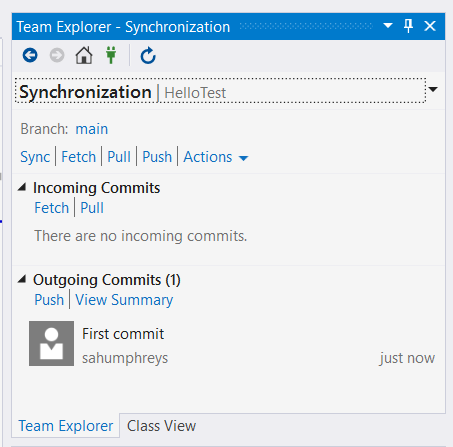 Team Explorer - Synchronization
Synchronization | HelloTest
Branch: main
Sync | Fetch | Pull | Push | Actions
Incoming Commits
Fetch | Pull
There are no incoming commits.
Outgoing Commits (1)
Push | View Summary
First commit
sahumphreys just now
Team Explorer Class View